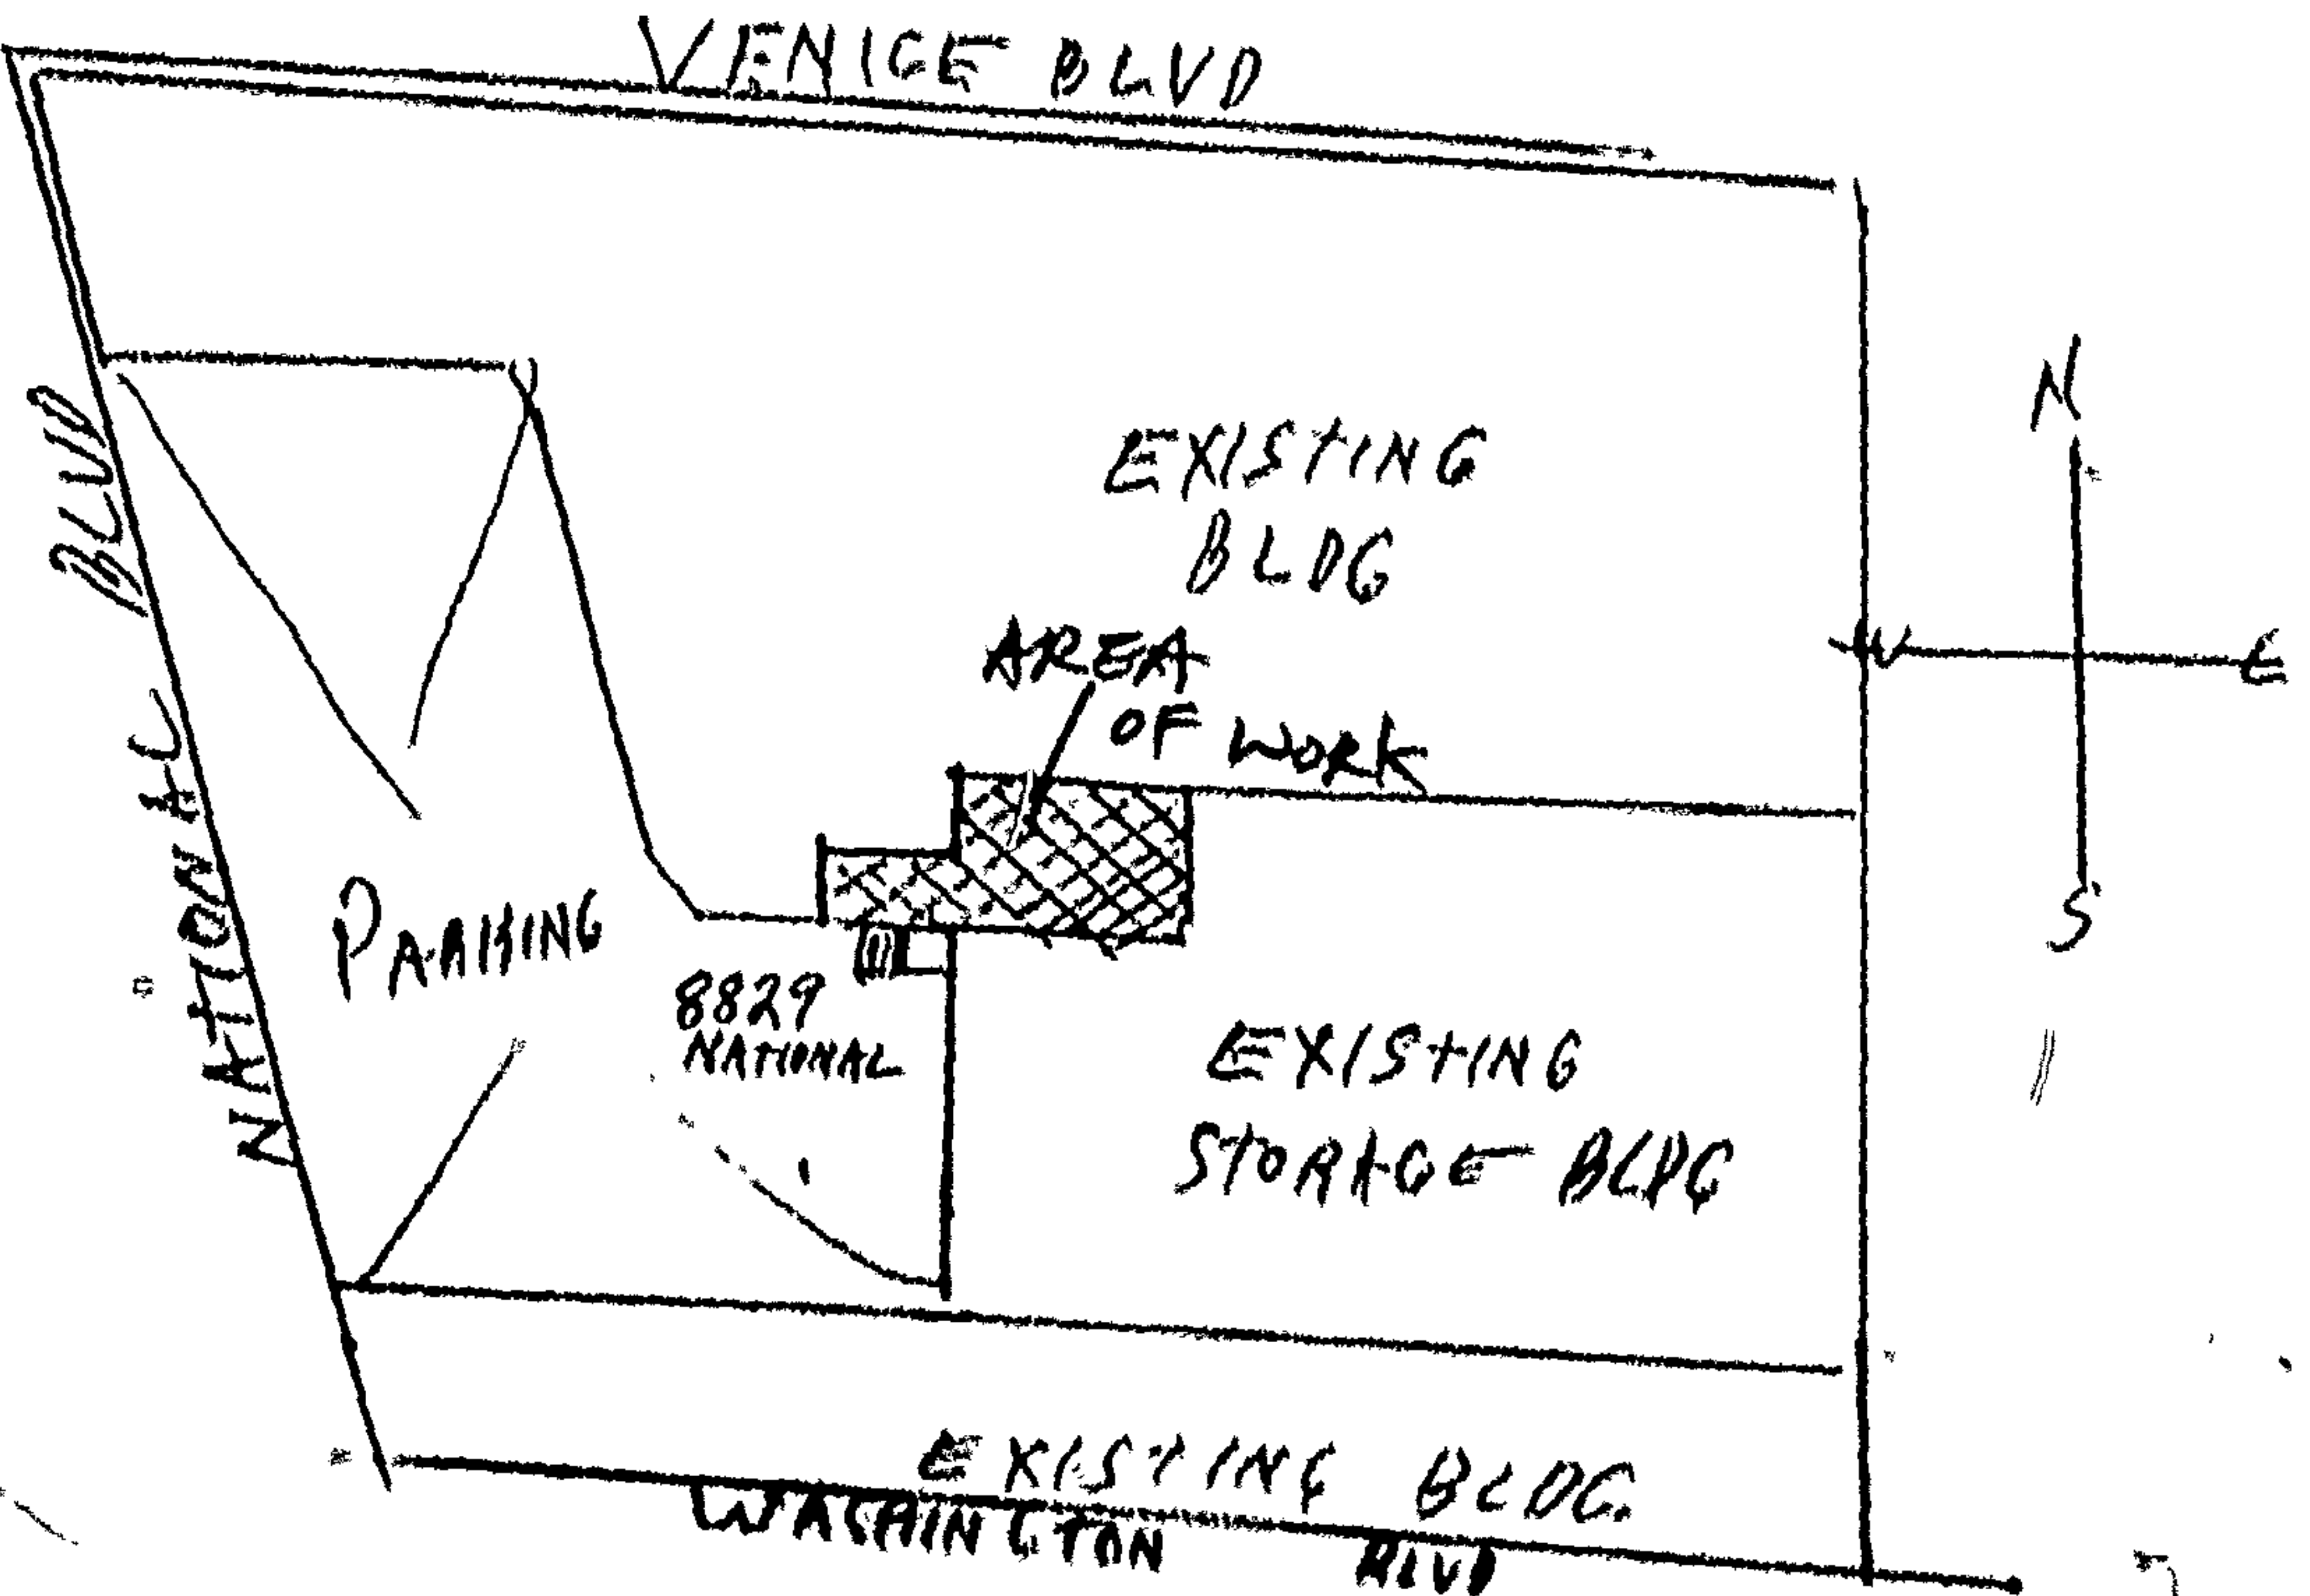 VENICE BLVD
NATIONAL BLVD
EXISTING
BLDG
AREA
OF WORK
N
W
E
S
PARKING
8829
NATIONAL
EXISTING
STORAGE BLDG
EXISTING BLDG.
WASHINGTON BLVD